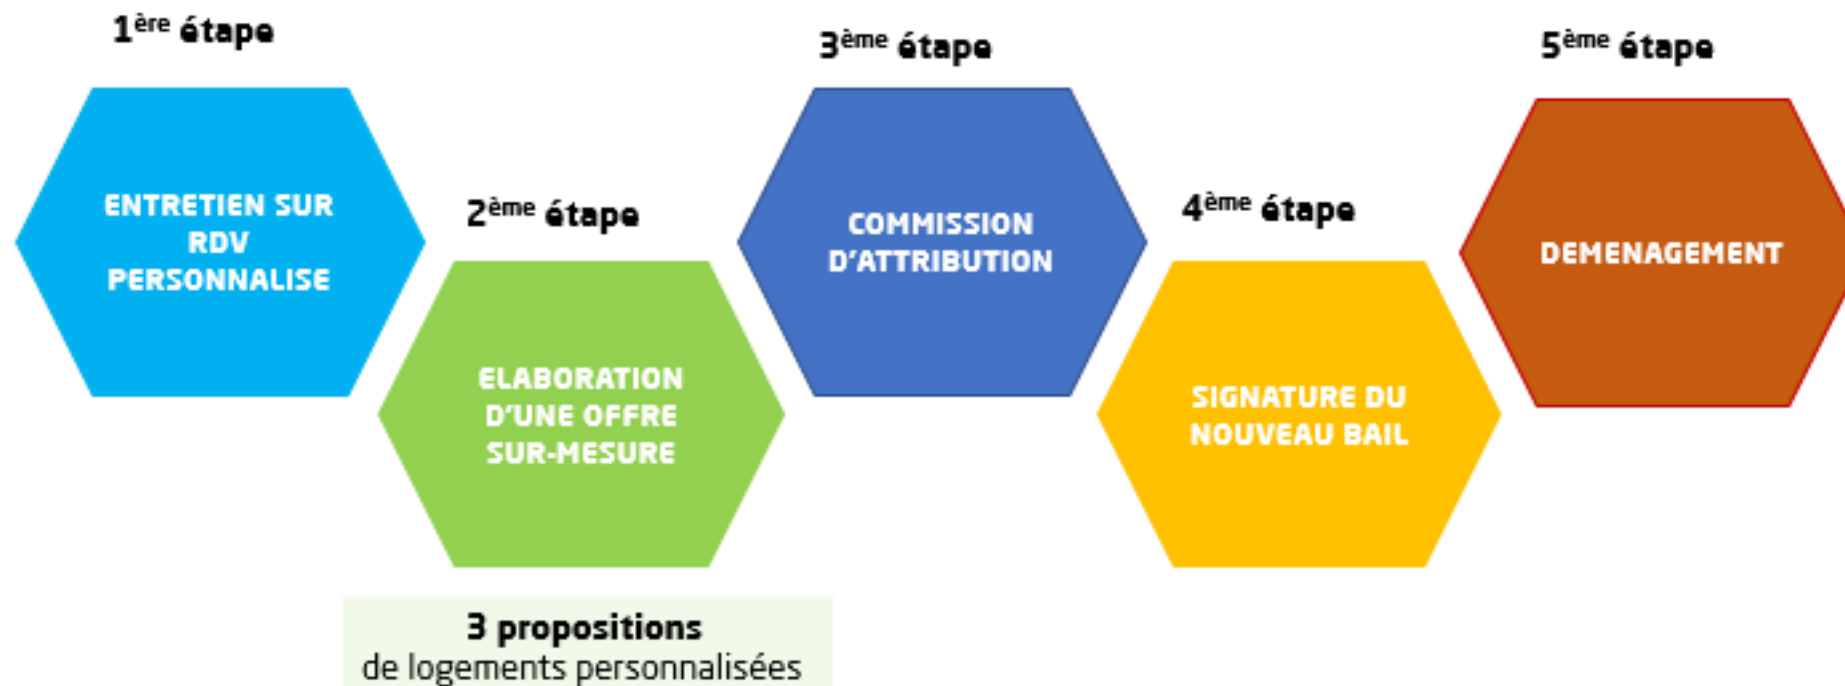 1ère étape
ENTRETIEN SUR
RDV
PERSONNALISE
2ème étape
ELABORATION
D'UNE OFFRE
SUR-MESURE
3 propositions
de logements personnalisées
3ème étape
COMMISSION
D'ATTRIBUTION
4ème étape
SIGNATURE DU
NOUVEAU BAIL
5ème étape
DEMENAGEMENT